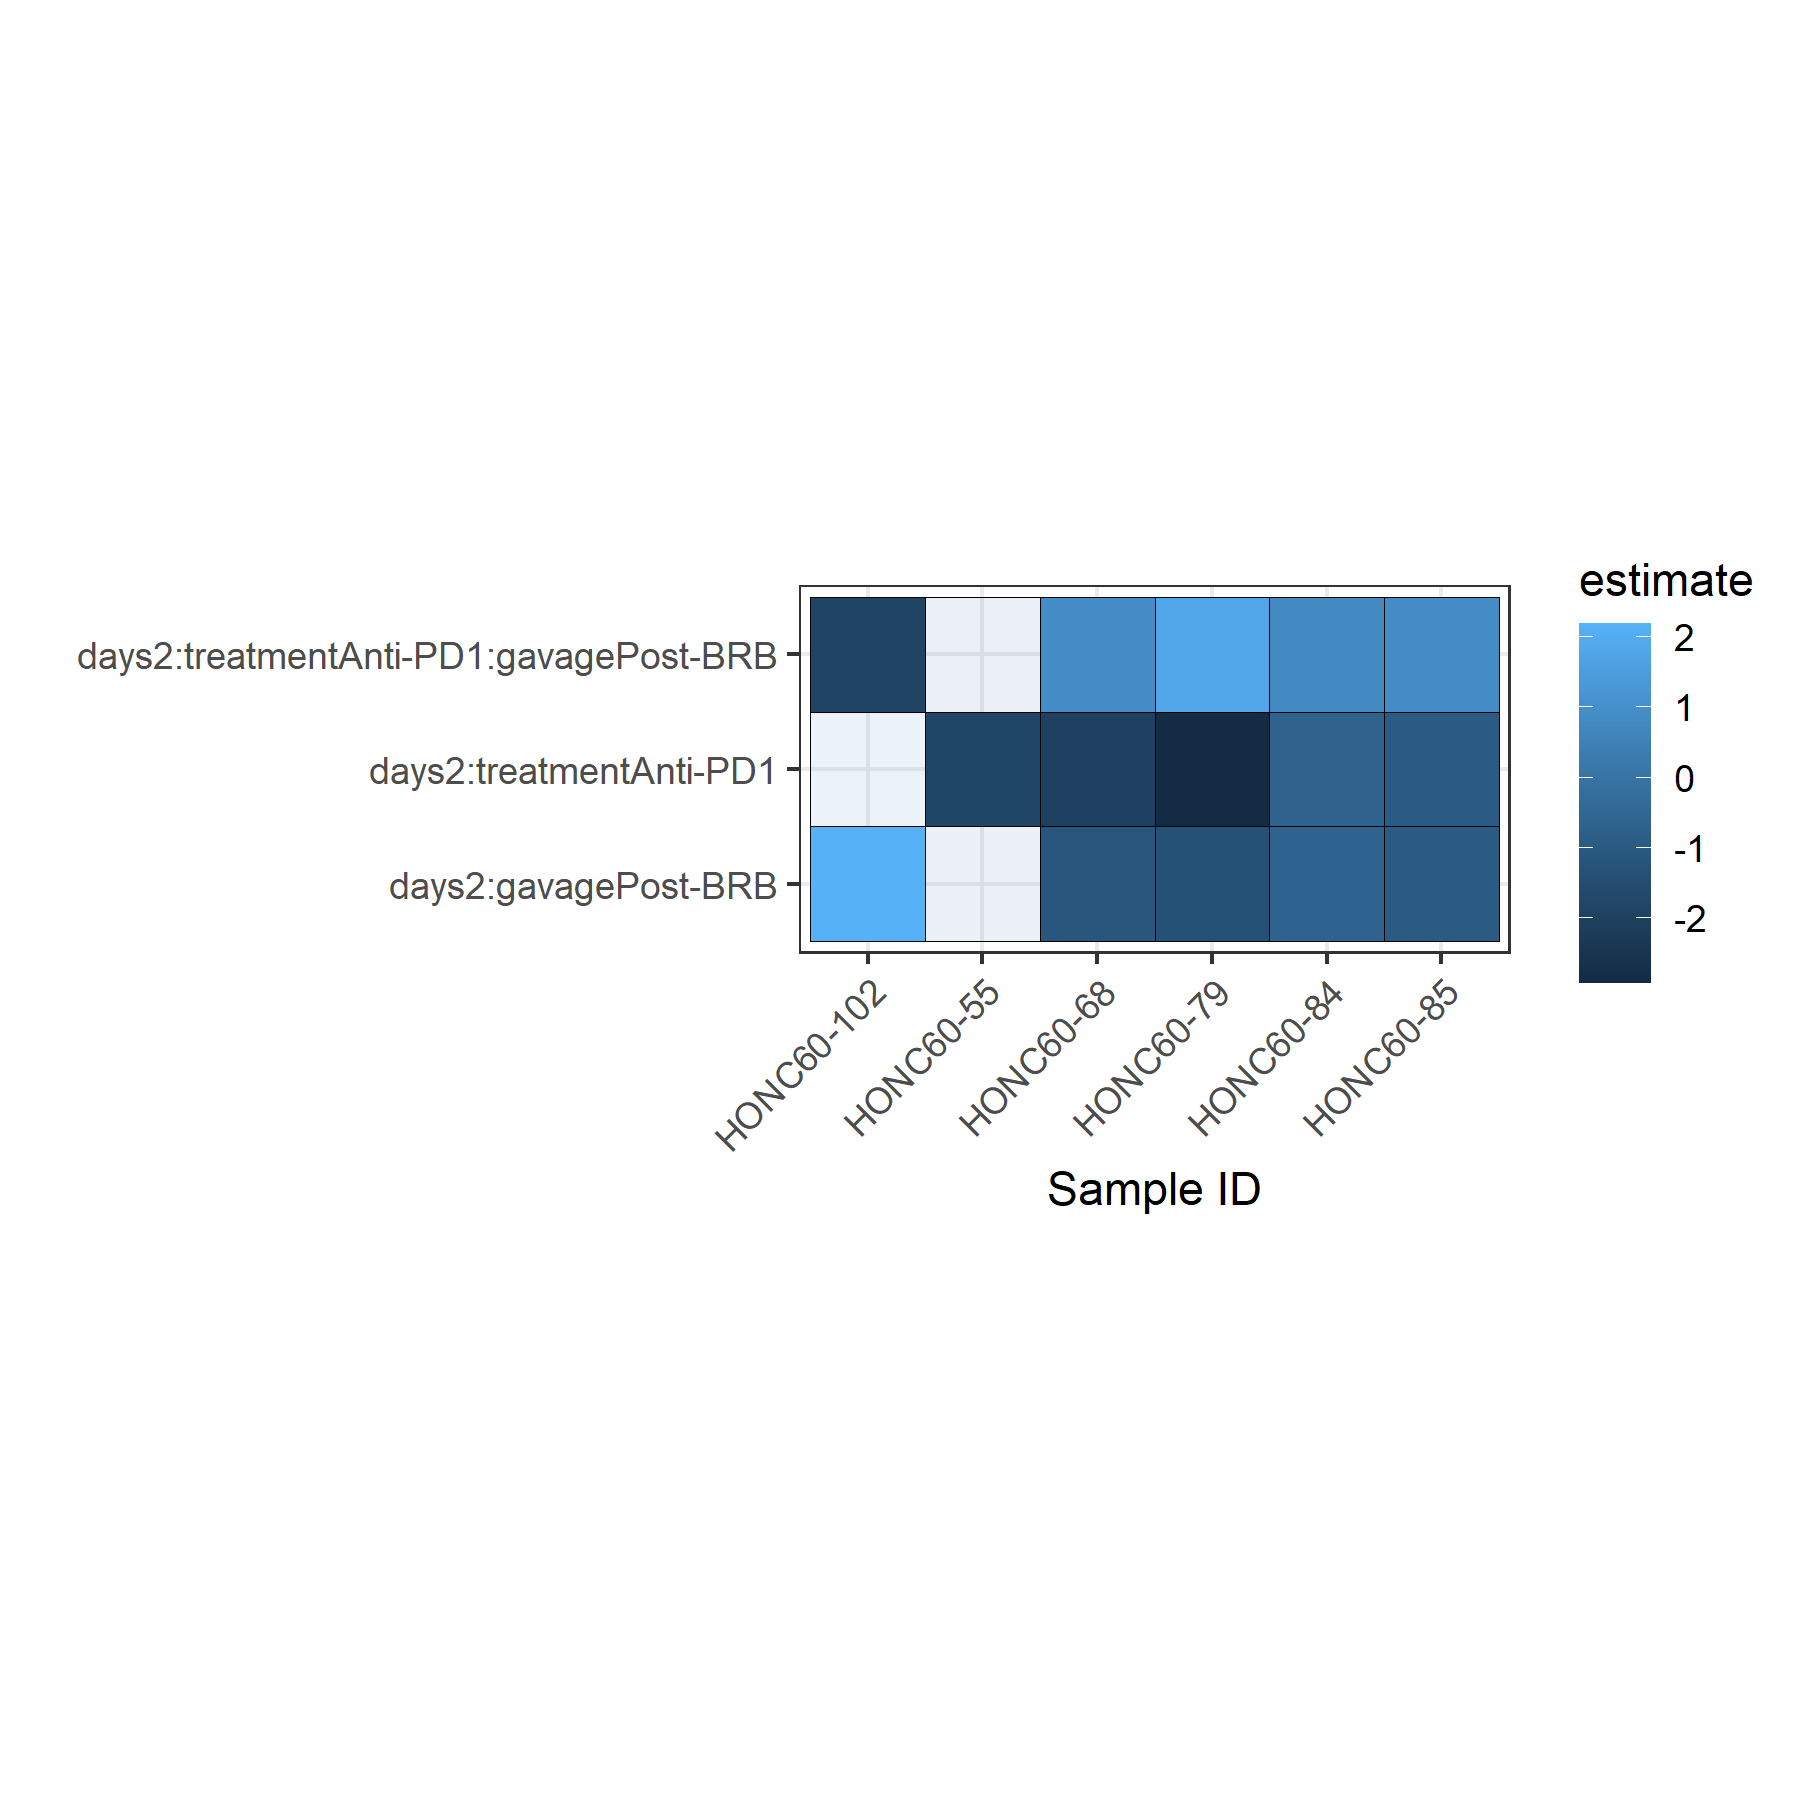 estimate
2
1
0
-1
-2
days2:treatmentAnti-PD1:gavagePost-BRB
days2:treatmentAnti-PD1
days2:gavagePost-BRB
HONC60-102
HONC60-55
HONC60-68
HONC60-79
HONC60-84
HONC60-85
Sample ID